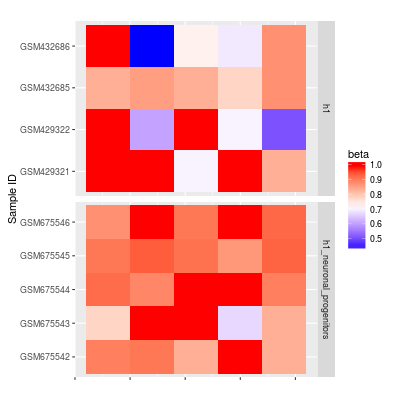 Sample ID
GSM432686
GSM432685
GSM429322
GSM429321
h1
GSM675546
GSM675545
GSM675544
GSM675543
GSM675542
h1_neuronal_progenitors
beta
1.0
0.9
0.8
0.7
0.6
0.5